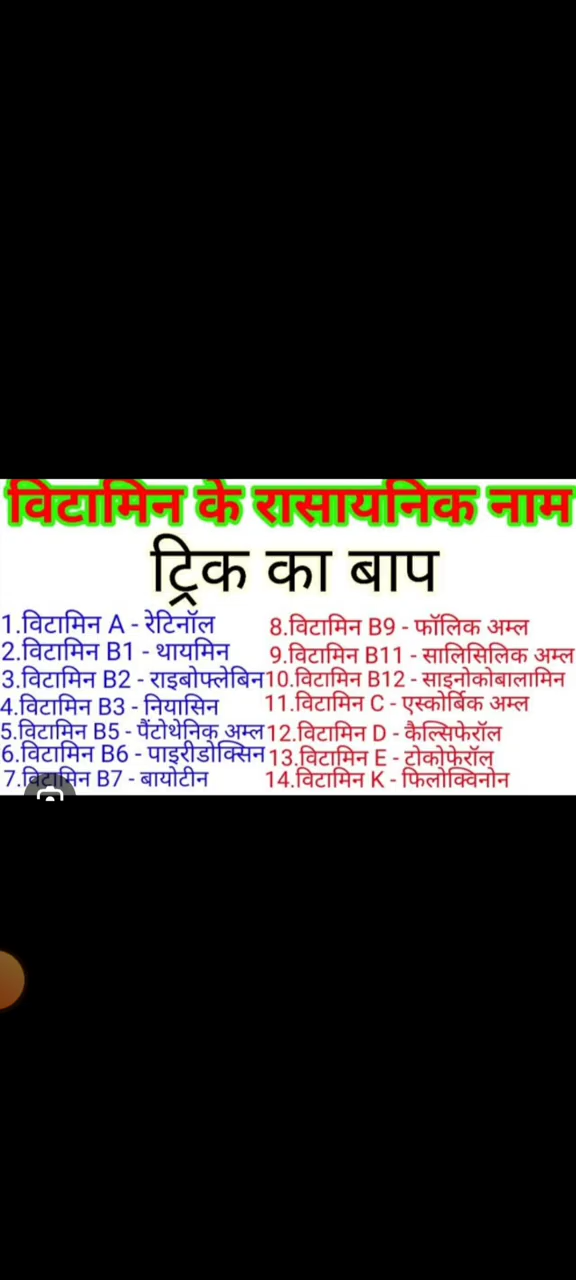 विटामिन के रासायनिक नाम
ट्रिक का बाप
1.विटामिन A - रेटिनॉल
2.विटामिन B1 - थायमिन
3.विटामिन B2 - राइबोफ्लेबिन
4.विटामिन B3 - नियासिन
5.विटामिन B5 - पैंटोथेनिक अम्ल
6.विटामिन B6 - पाइरीडोक्सिन
7.विटामिन B7 - बायोटीन
8.विटामिन B9 - फॉलिक अम्ल
9.विटामिन B11 - सालिसिलिक अम्ल
10.विटामिन B12 - साइनोकोबालामिन
11.विटामिन C - एस्कोर्बिक अम्ल
12.विटामिन D - कैल्सिफेरॉल
13.विटामिन E - टोकोफेरॉल
14.विटामिन K - फिलोक्विनोन